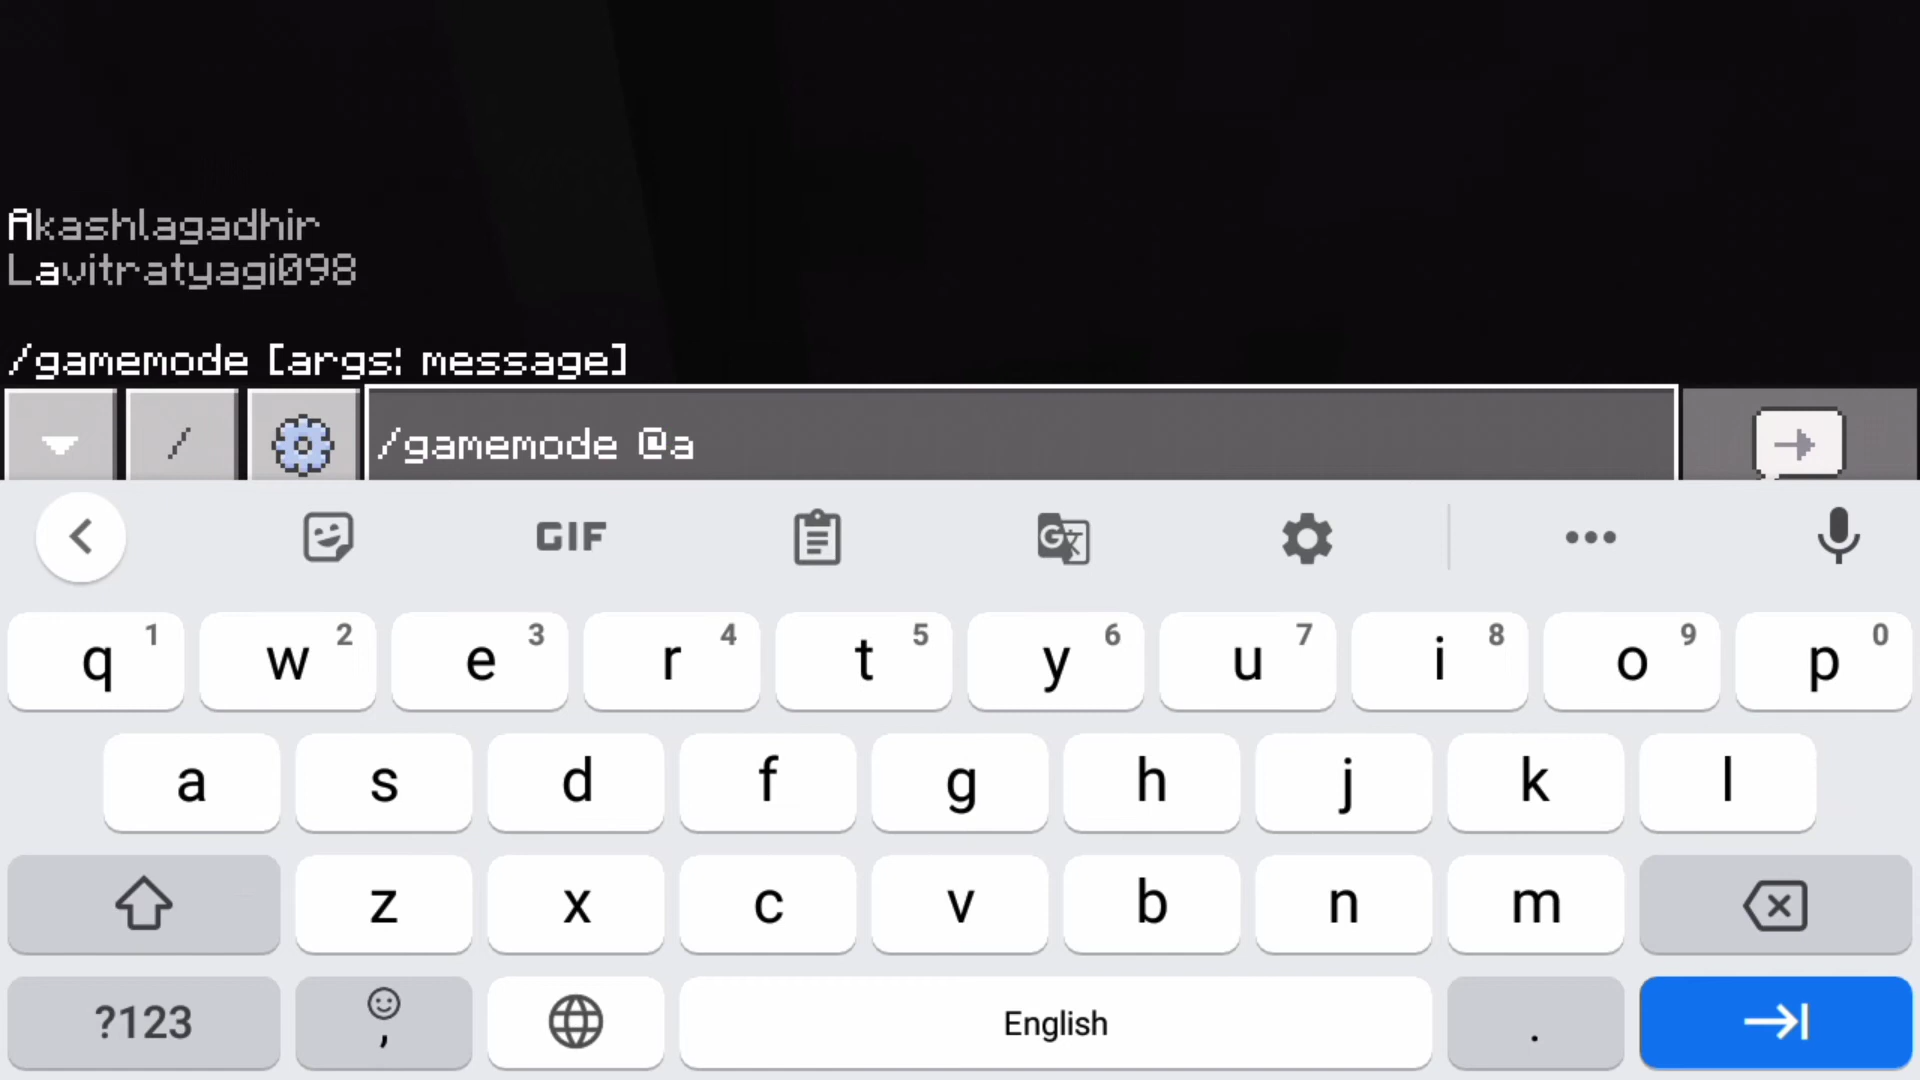 Akashlagadhir
Lavitratyagi098
/gamemode [args: message]
/
/gamemode @a
GIF
q 1 w 2 e 3 r 4 t 5 y 6 u 7 i 8 o 9 p 0
a s d f g h j k l
z x c v b n m
?123 , English .